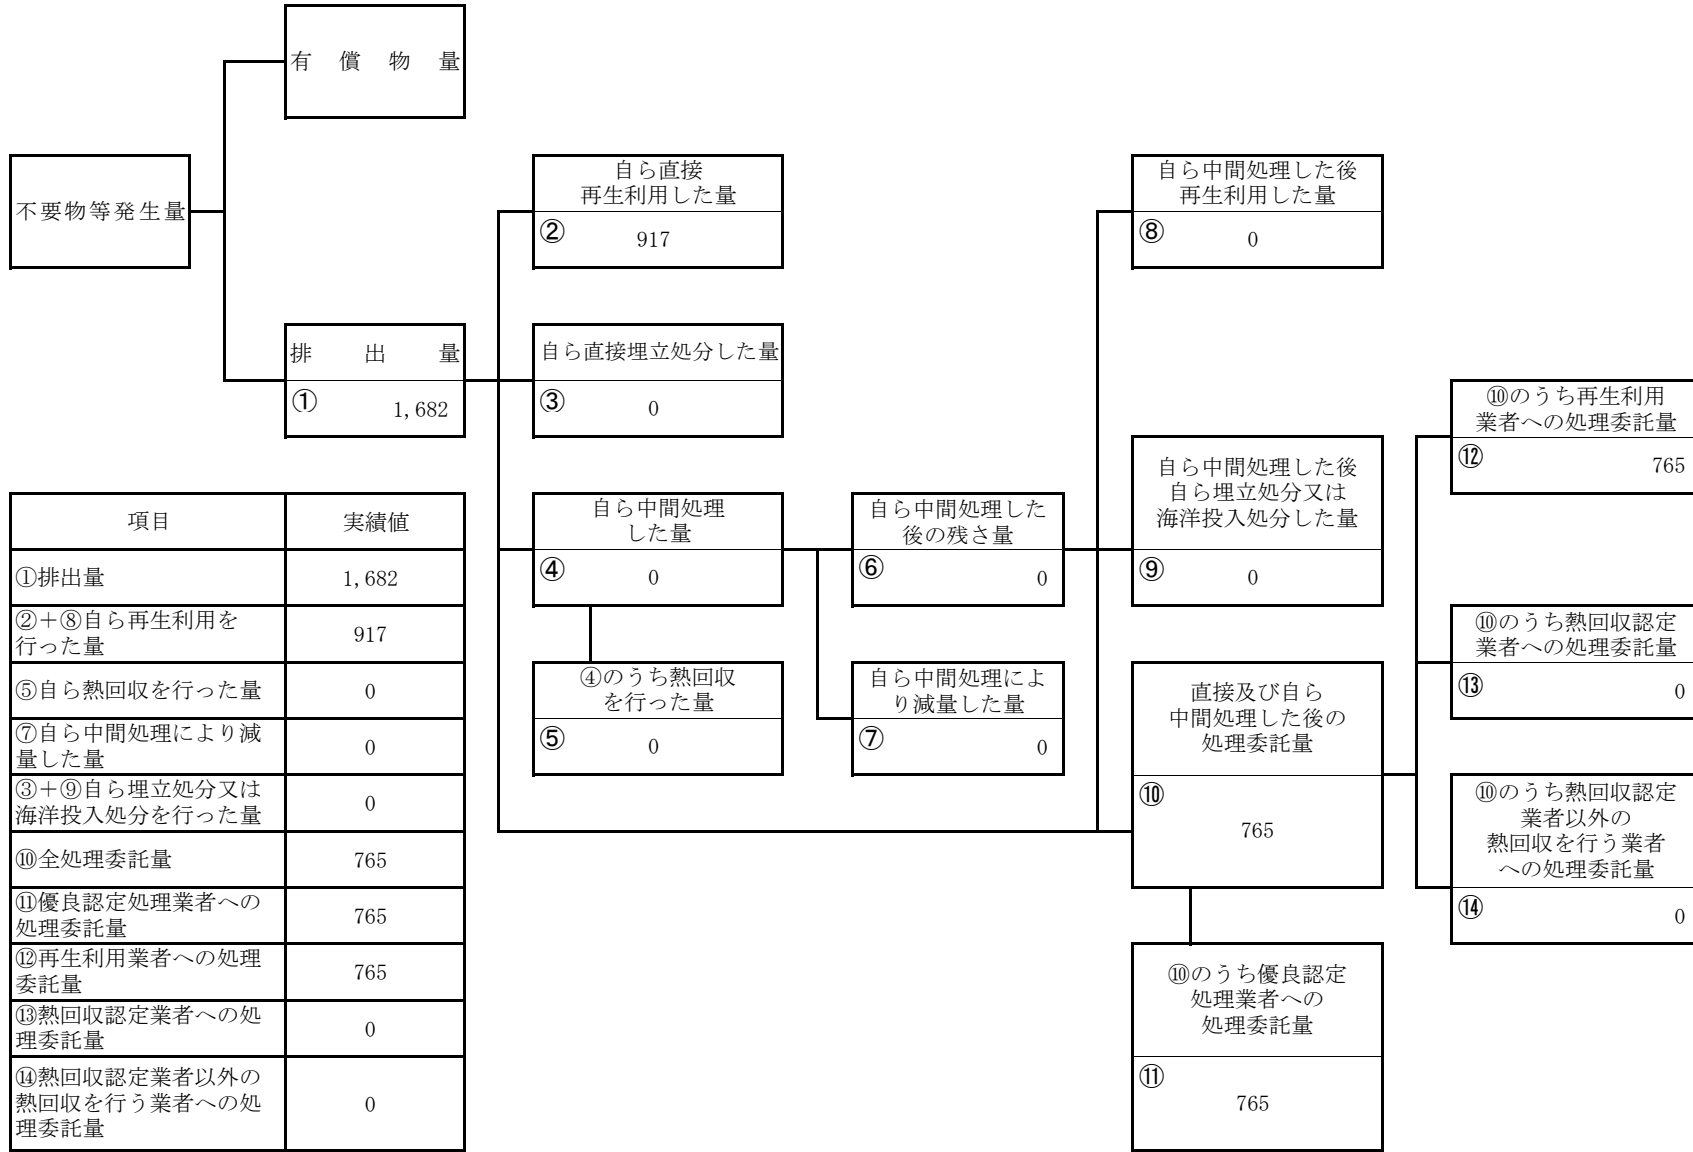 有償物量
不要物等発生量
自ら直接
再生利用した量
②
917
自ら中間処理した後
再生利用した量
⑧
0
排出量
①
1,682
自ら直接埋立処分した量
③
0
⑩のうち再生利用
業者への処理委託量
⑫
765
自ら中間処理した後
自ら埋立処分又は
海洋投入処分した量
⑨
0
自ら中間処理
した量
④
0
自ら中間処理した
後の残さ量
⑥
0
④のうち熱回収
を行った量
⑤
0
自ら中間処理によ
り減量した量
⑦
0
直接及び自ら
中間処理した後の
処理委託量
⑩
765
⑩のうち熱回収認定
業者への処理委託量
⑬
0
⑩のうち熱回収認定
業者以外の
熱回収を行う業者
への処理委託量
⑭
0
⑩のうち優良認定
処理業者への
処理委託量
⑪
765
項目
実績値
①排出量
1,682
②＋⑧自ら再生利用を
行った量
917
⑤自ら熱回収を行った量
0
⑦自ら中間処理により減
量した量
0
③＋⑨自ら埋立処分又は
海洋投入処分を行った量
0
⑩全処理委託量
765
⑪優良認定処理業者への
処理委託量
765
⑫再生利用業者への処理
委託量
765
⑬熱回収認定業者への処
理委託量
0
⑭熱回収認定業者以外の
熱回収を行う業者への処
理委託量
0